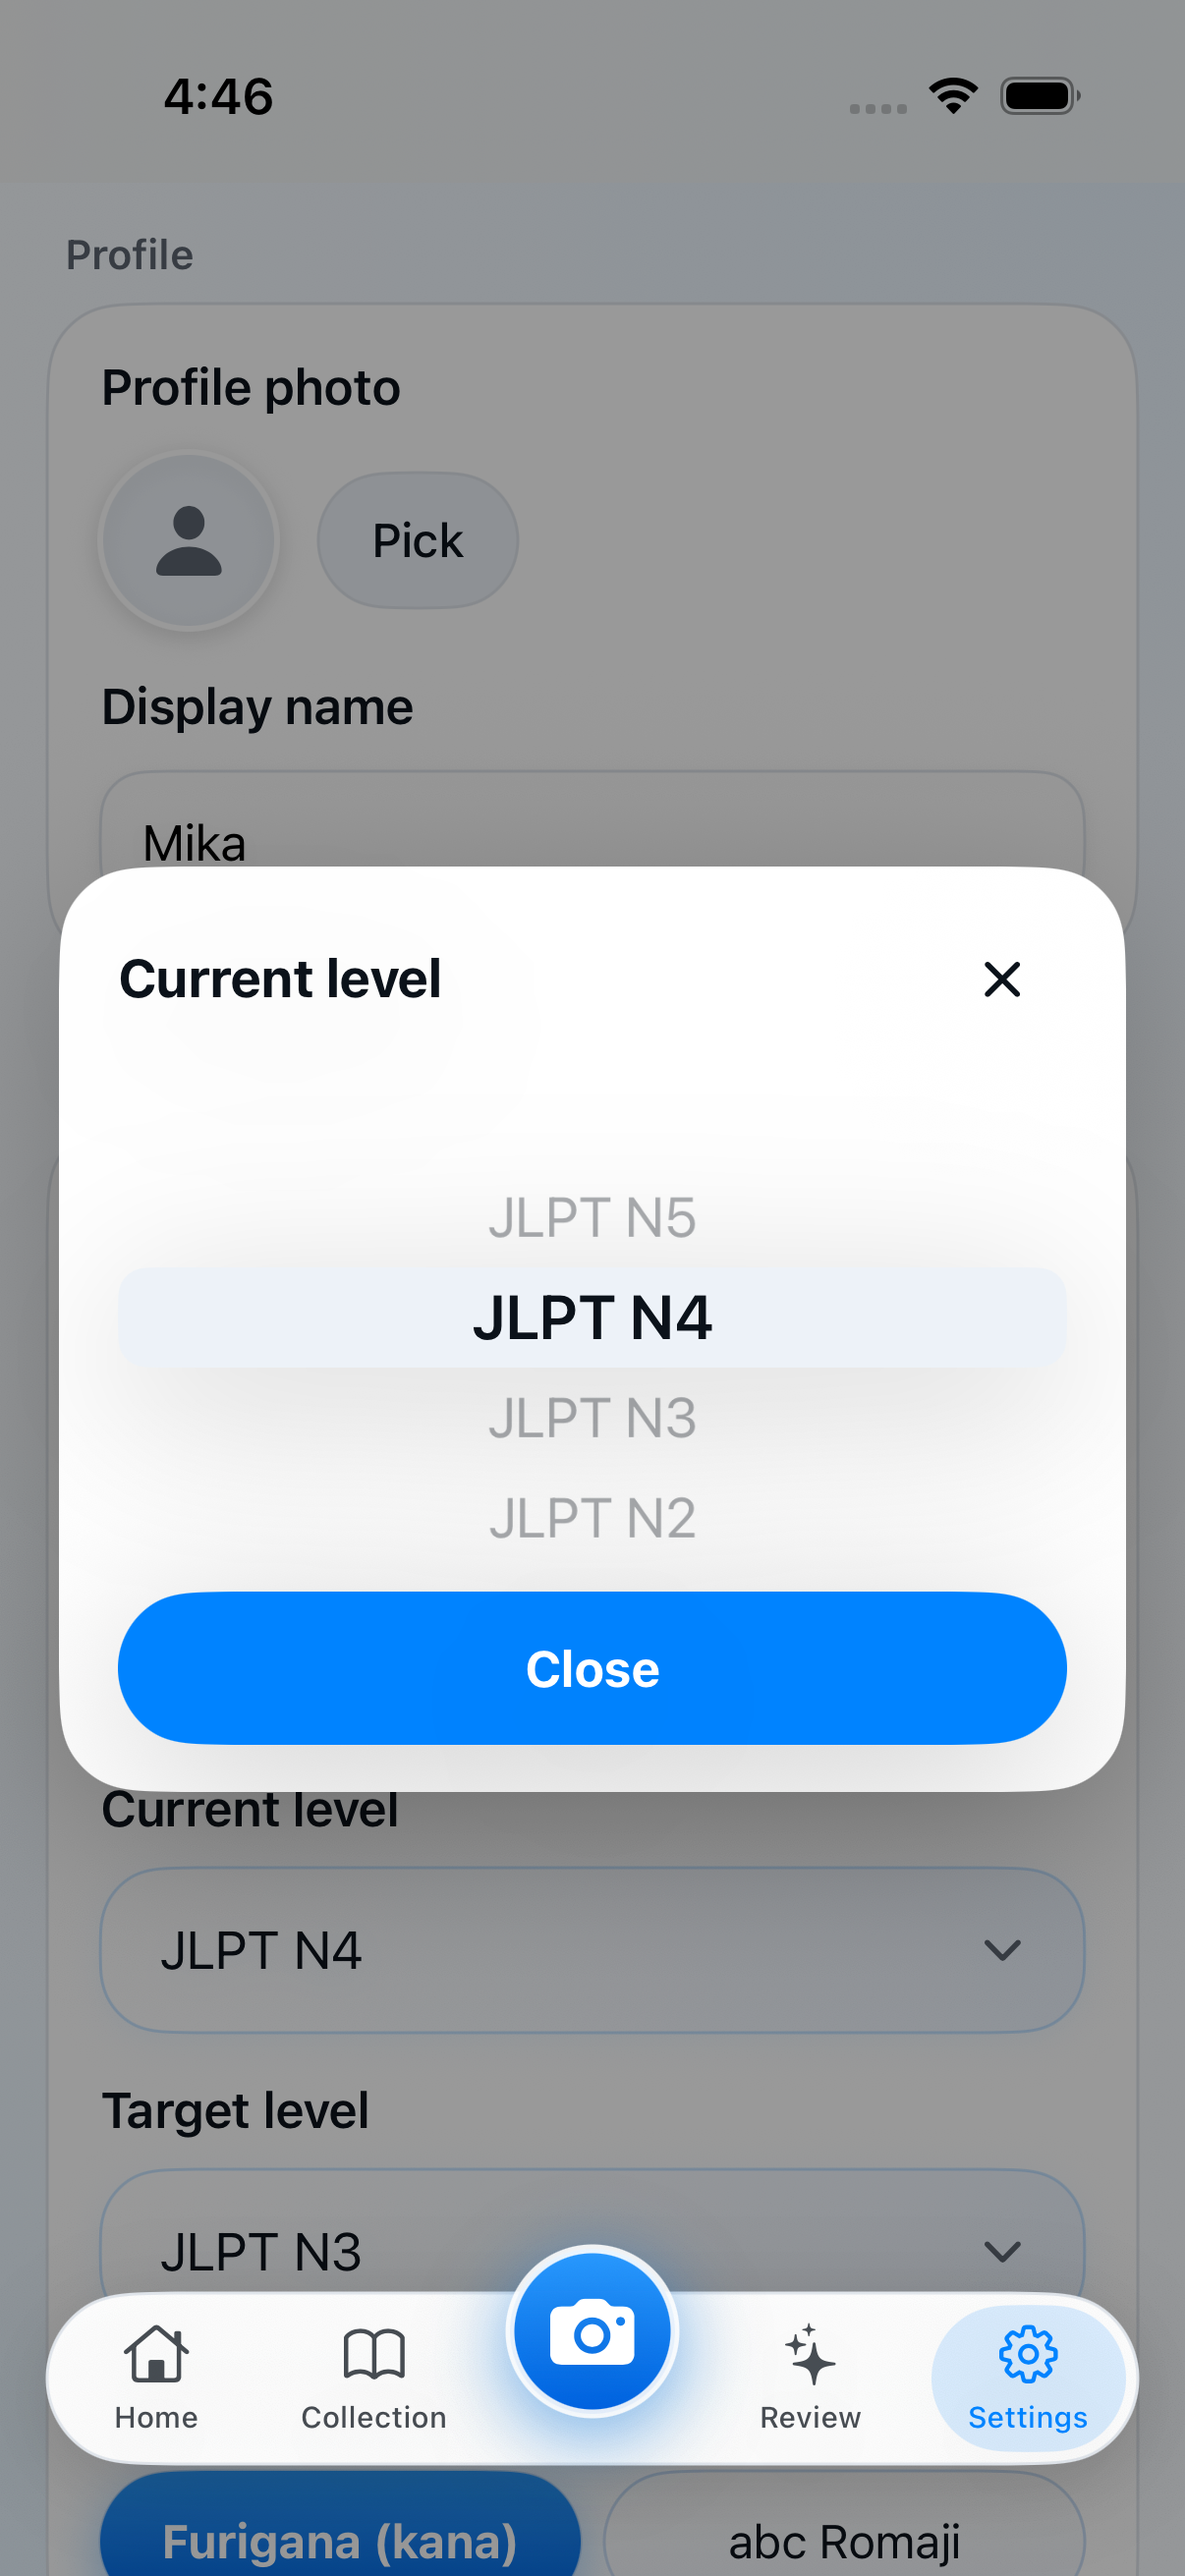 4:46
Profile
Profile photo
Pick
Display name
Mika
Current level
JLPT N5
JLPT N4
JLPT N3
JLPT N2
Close
Current level
JLPT N4
Target level
JLPT N3
Home
Collection
Review
Settings
Furigana (kana)
abc Romaji